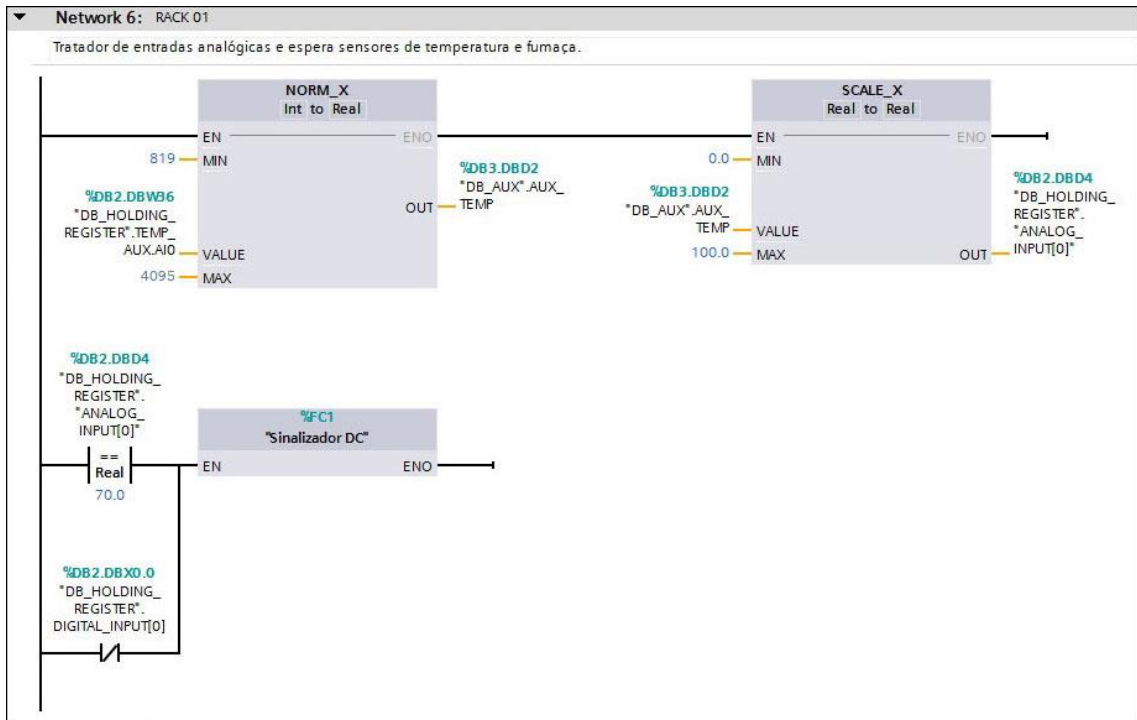 Network 6: RACK 01
Tratador de entradas analógicas e espera sensores de temperatura e fumaça.
NORM_X
Int to Real
EN
ENO
819
MIN
%DB2.DBW36
"DB_HOLDING_
REGISTER".TEMP_
AUX.AI0
VALUE
4095
MAX
%DB3.DBD2
"DB_AUX".AUX_
TEMP
OUT
SCALE_X
Real to Real
EN
ENO
0.0
MIN
%DB3.DBD2
"DB_AUX".AUX_
TEMP
VALUE
100.0
MAX
%DB2.DBD4
"DB_HOLDING_
REGISTER".
"ANALOG_
INPUT[0]"
OUT
%DB2.DBD4
"DB_HOLDING_
REGISTER".
"ANALOG_
INPUT[0]"
==
Real
70.0
%FC1
"Sinalizador DC"
EN
ENO
%DB2.DBX0.0
"DB_HOLDING_
REGISTER".
DIGITAL_INPUT[0]